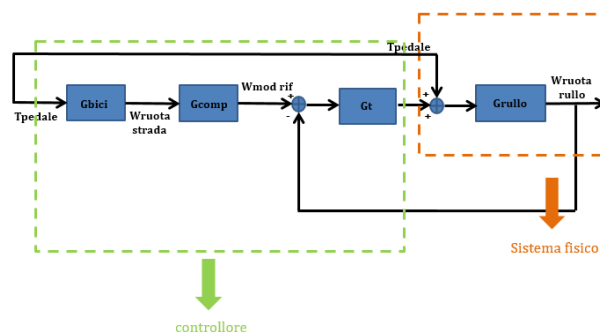 Tpedale
Wmod rif
Wruota
rullo
Gbici
Gcomp
+
-
Gt
+
+
Grullo
Tpedale
Wruota
strada
Sistema fisico
controllore